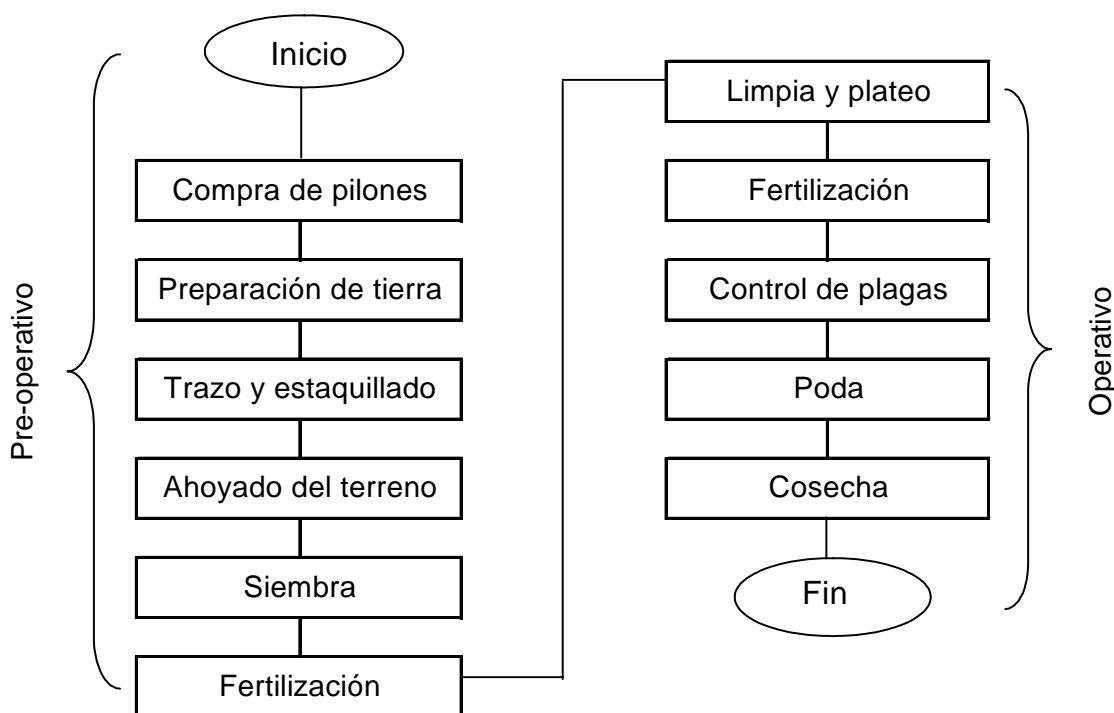 Inicio
Compra de pilones
Preparación de tierra
Trazo y estaquillado
Ahoyado del terreno
Siembra
Fertilización
Pre-operativo
Limpia y plateo
Fertilización
Control de plagas
Poda
Cosecha
Fin
Operativo